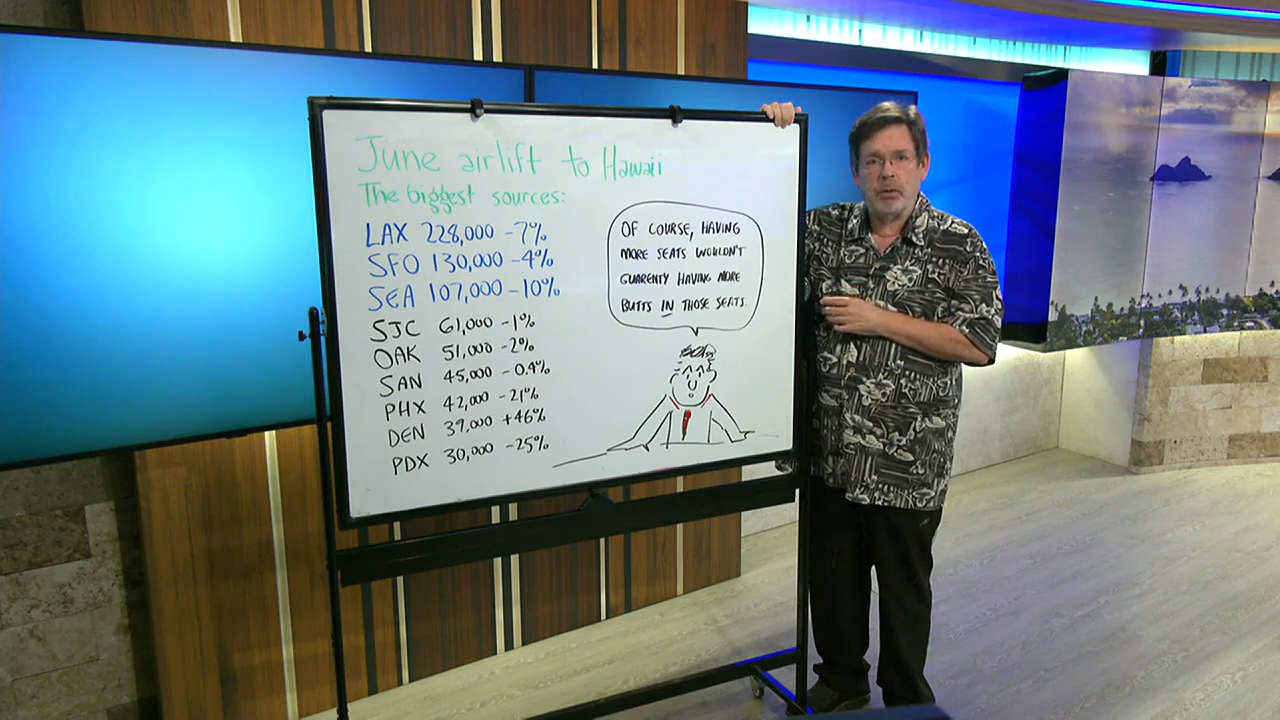 June airlift to Hawaii
The biggest sources:
LAX 228,000 -7%
SFO 130,000 -4%
SEA 107,000 -10%
SJC 61,000 -1%
OAK 51,000 -2%
SAN 45,000 -0.4%
PHX 42,000 -21%
DEN 39,000 +46%
PDX 30,000 -25%
OF COURSE, HAVING
MORE SEATS WOULDN'T
GUARENTY HAVING MORE
BUTTS IN THOSE SEATS